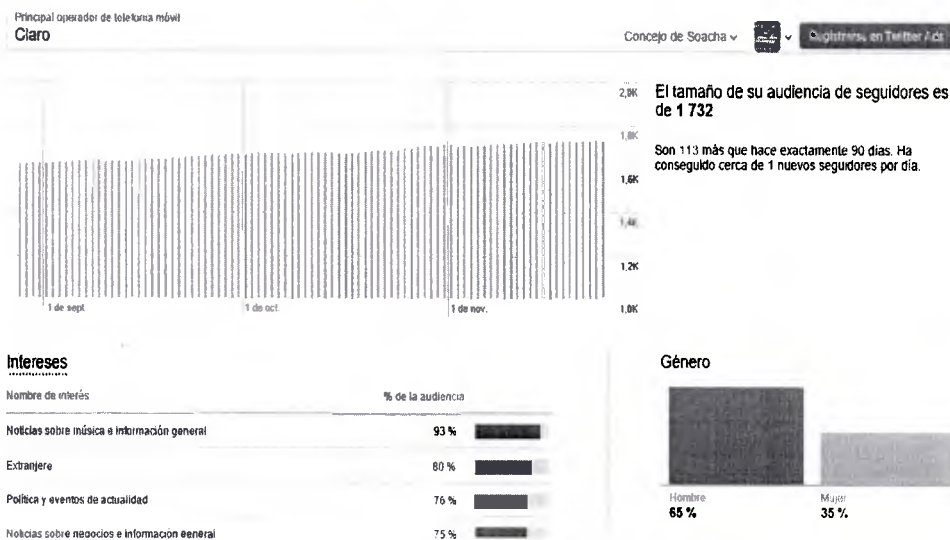 Principal operador de telefonía móvil
Claro
Concejo de Soacha
Registrarse en Twitter Ads
El tamaño de su audiencia de seguidores es
de 1 732
Son 113 más que hace exactamente 90 días. Ha
conseguido cerca de 1 nuevos seguidores por día.
2,0K
1,8K
1,6K
1,4K
1,2K
1,0K
1 de sept.
1 de oct.
1 de nov.
Intereses
Nombre de interés
% de la audiencia
Noticias sobre música e información general
93 %
Extranjere
80 %
Política y eventos de actualidad
76 %
Noticias sobre negocios e información general
75 %
Género
Hombre
65 %
Mujer
35 %